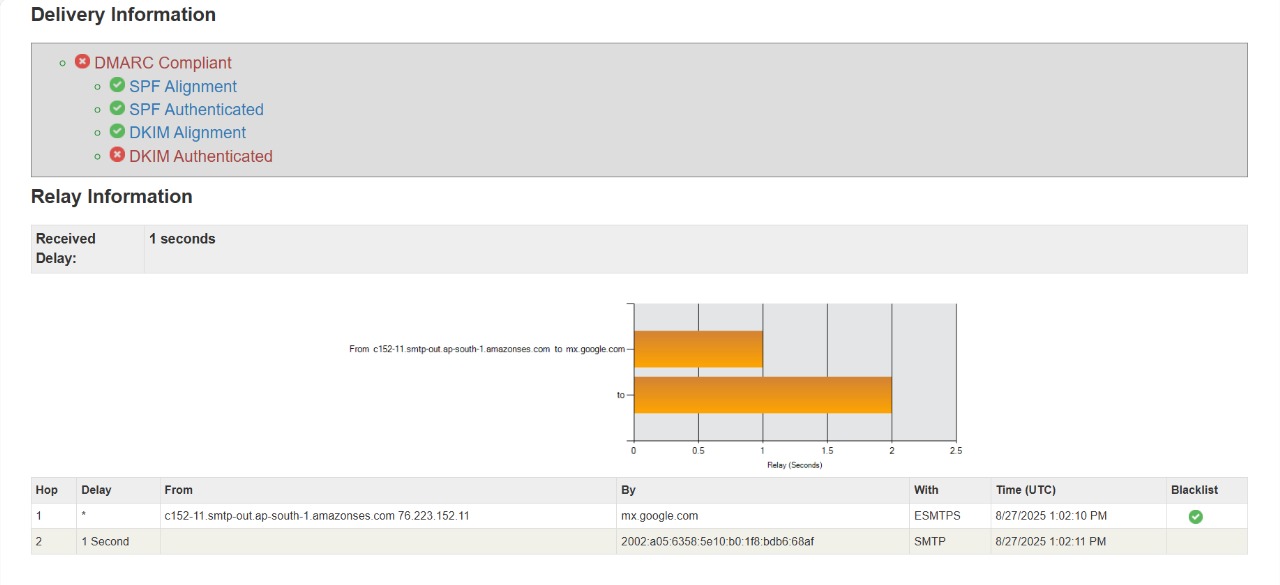 Delivery Information
DMARC Compliant
SPF Alignment
SPF Authenticated
DKIM Alignment
DKIM Authenticated
Relay Information
Received Delay: 1 seconds
From c152-11.smtp-out.ap-south-1.amazonses.com to mx.google.com
to
0 0.5 1 1.5 2 2.5
Relay (Seconds)
Hop Delay From By With Time (UTC) Blacklist
1 * c152-11.smtp-out.ap-south-1.amazonses.com 76.223.152.11 mx.google.com ESMTPS 8/27/2025 1:02:10 PM
2 1 Second 2002:a05:6358:5e10:b0:1f8:bdb6:68af SMTP 8/27/2025 1:02:11 PM